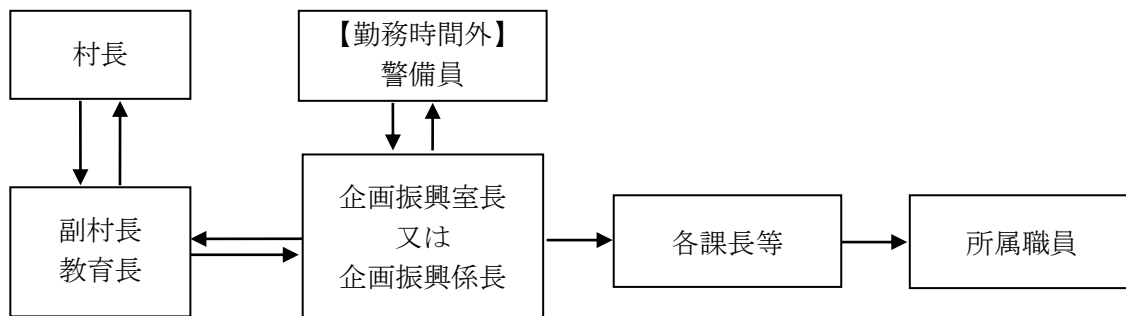 村長
【勤務時間外】
警備員
副村長
教育長
企画振興室長
又は
企画振興係長
各課長等
所属職員